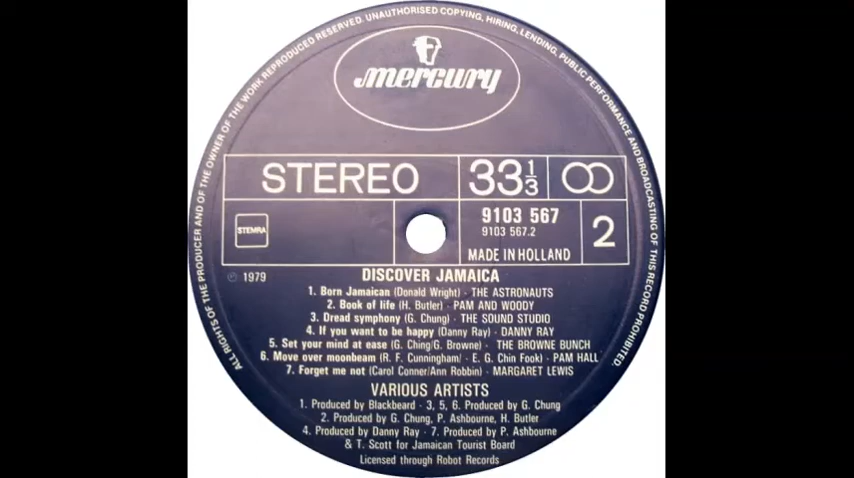 ALL RIGHTS OF THE PRODUCER AND OF THE OWNER OF THE WORK REPRODUCED RESERVED. UNAUTHORISED COPYING, HIRING, LENDING, PUBLIC PERFORMANCE AND BROADCASTING OF THIS RECORD PROHIBITED.
mercury
STEREO 33 1/3
STEMRA
9103 567
9103 567.2
2
MADE IN HOLLAND
℗ 1979
DISCOVER JAMAICA
1. Born Jamaican (Donald Wright) - THE ASTRONAUTS
2. Book of life (H. Butler) - PAM AND WOODY
3. Dread symphony (G. Chung) - THE SOUND STUDIO
4. If you want to be happy (Danny Ray) - DANNY RAY
5. Set your mind at ease (G. Ching/G. Browne) - THE BROWNE BUNCH
6. Move over moonbeam (R. F. Cunningham/ - E. G. Chin Fook) - PAM HALL
7. Forget me not (Carol Conner/Ann Robbin) - MARGARET LEWIS
VARIOUS ARTISTS
1. Produced by Blackbeard - 3, 5, 6. Produced by G. Chung
2. Produced by G. Chung, P. Ashbourne, H. Butler
4. Produced by Danny Ray - 7. Produced by P. Ashbourne
& T. Scott for Jamaican Tourist Board
Licensed through Robot Records